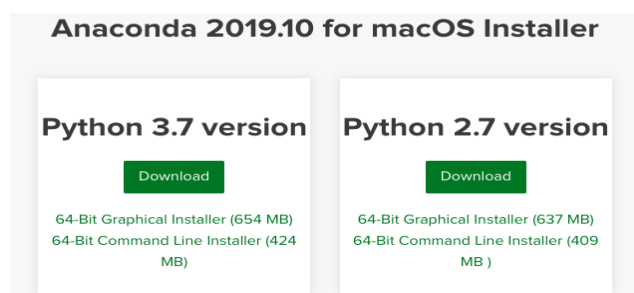 Anaconda 2019.10 for macOS Installer
Python 3.7 version
Download
64-Bit Graphical Installer (654 MB)
64-Bit Command Line Installer (424
MB)
Python 2.7 version
Download
64-Bit Graphical Installer (637 MB)
64-Bit Command Line Installer (409
MB )